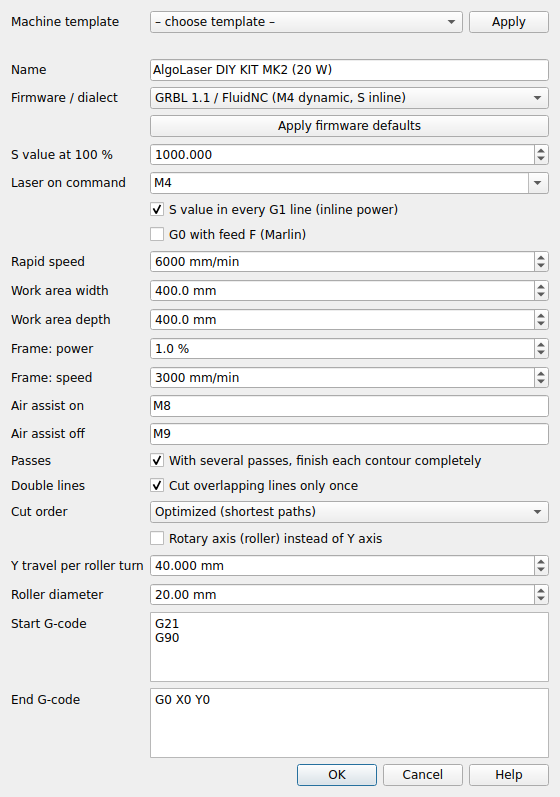 Machine template – choose template – Apply
Name AlgoLaser DIY KIT MK2 (20 W)
Firmware / dialect GRBL 1.1 / FluidNC (M4 dynamic, S inline)
Apply firmware defaults
S value at 100 % 1000.000
Laser on command M4
S value in every G1 line (inline power)
G0 with feed F (Marlin)
Rapid speed 6000 mm/min
Work area width 400.0 mm
Work area depth 400.0 mm
Frame: power 1.0 %
Frame: speed 3000 mm/min
Air assist on M8
Air assist off M9
Passes With several passes, finish each contour completely
Double lines Cut overlapping lines only once
Cut order Optimized (shortest paths)
Rotary axis (roller) instead of Y axis
Y travel per roller turn 40.000 mm
Roller diameter 20.00 mm
Start G-code G21
G90
End G-code G0 X0 Y0
OK Cancel Help